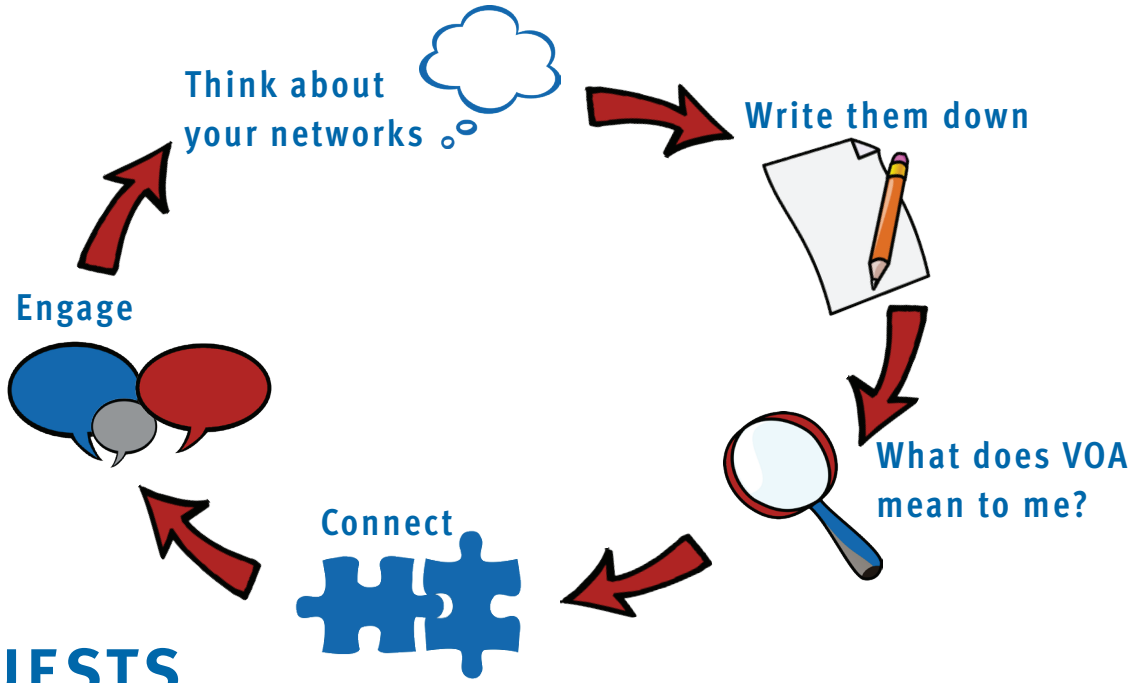 Think about
your networks
Write them down
What does VOA
mean to me?
Connect
Engage